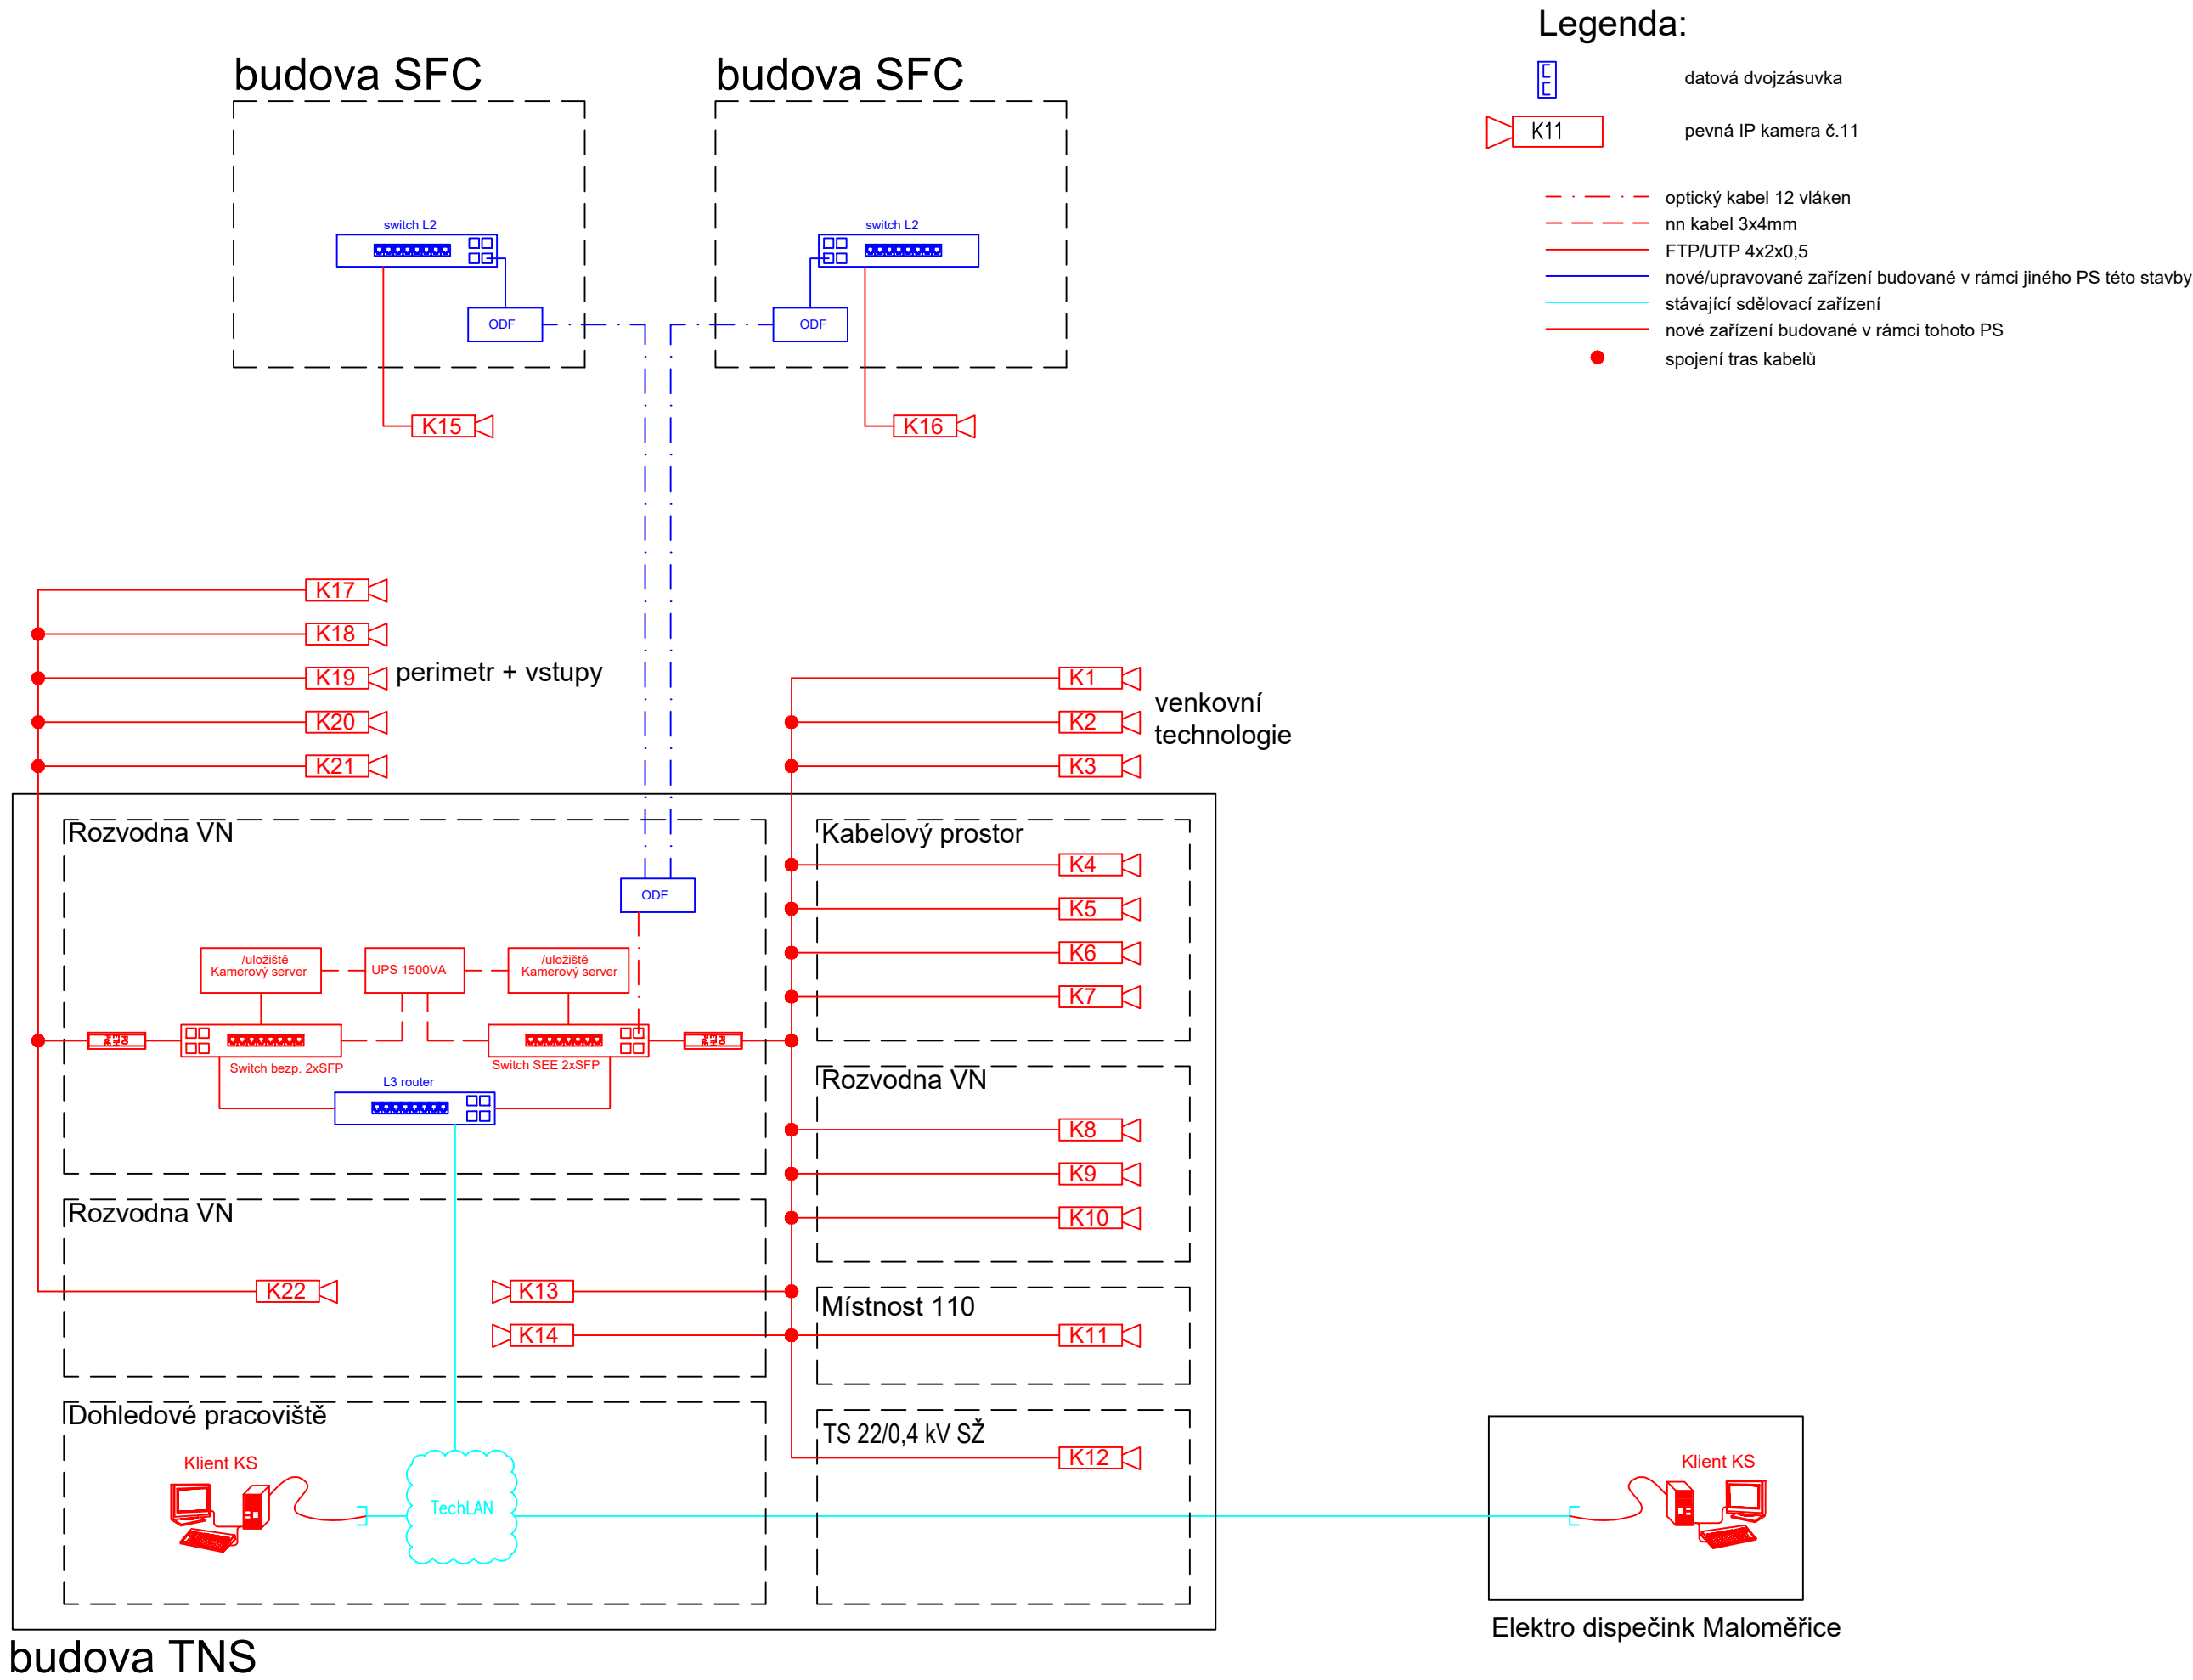 Legenda:
datová dvojzásuvka
K11
pevná IP kamera č.11
optický kabel 12 vláken
nn kabel 3x4mm
FTP/UTP 4x2x0,5
nové/upravované zařízení budované v rámci jiného PS této stavby
stávající sdělovací zařízení
nové zařízení budované v rámci tohoto PS
spojení tras kabelů
budova SFC
switch L2
ODF
K15
budova SFC
switch L2
ODF
K16
K17
K18
K19
perimetr + vstupy
K20
K21
K1
K2
K3
venkovní
technologie
Rozvodna VN
ODF
/uložiště
Kamerový server
UPS 1500VA
/uložiště
Kamerový server
Switch bezp. 2xSFP
Switch SEE 2xSFP
L3 router
Kabelový prostor
K4
K5
K6
K7
Rozvodna VN
K8
K9
K10
Rozvodna VN
K22
K13
K14
Místnost 110
K11
Dohledové pracoviště
Klient KS
TechLAN
TS 22/0,4 kV SŽ
K12
Klient KS
Elektro dispečink Maloměřice
budova TNS